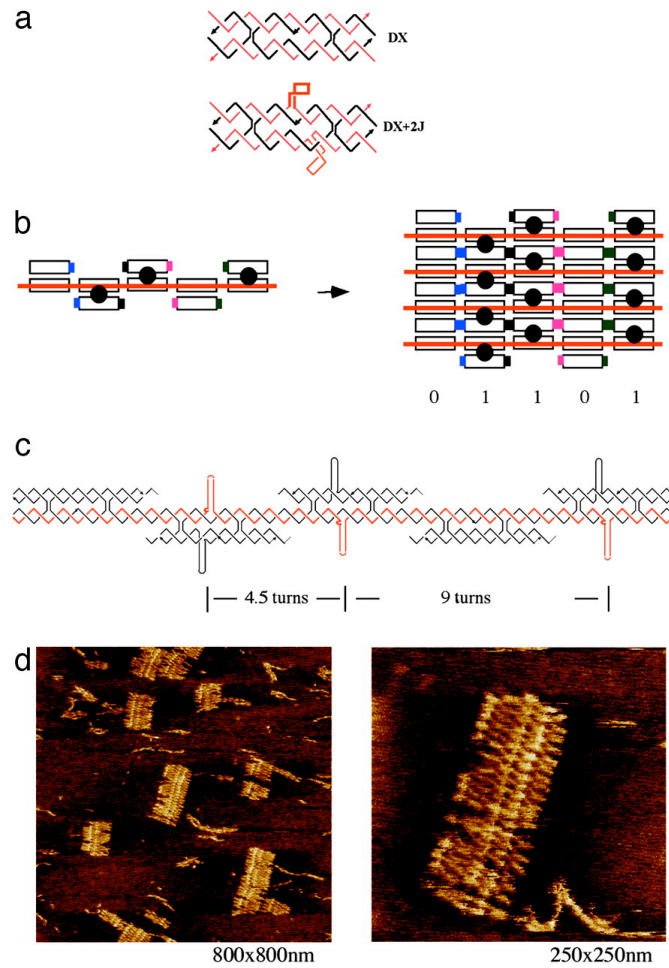 a
DX
DX+2J
b
0 1 1 0 1
c
4.5 turns
9 turns
d
800x800nm
250x250nm